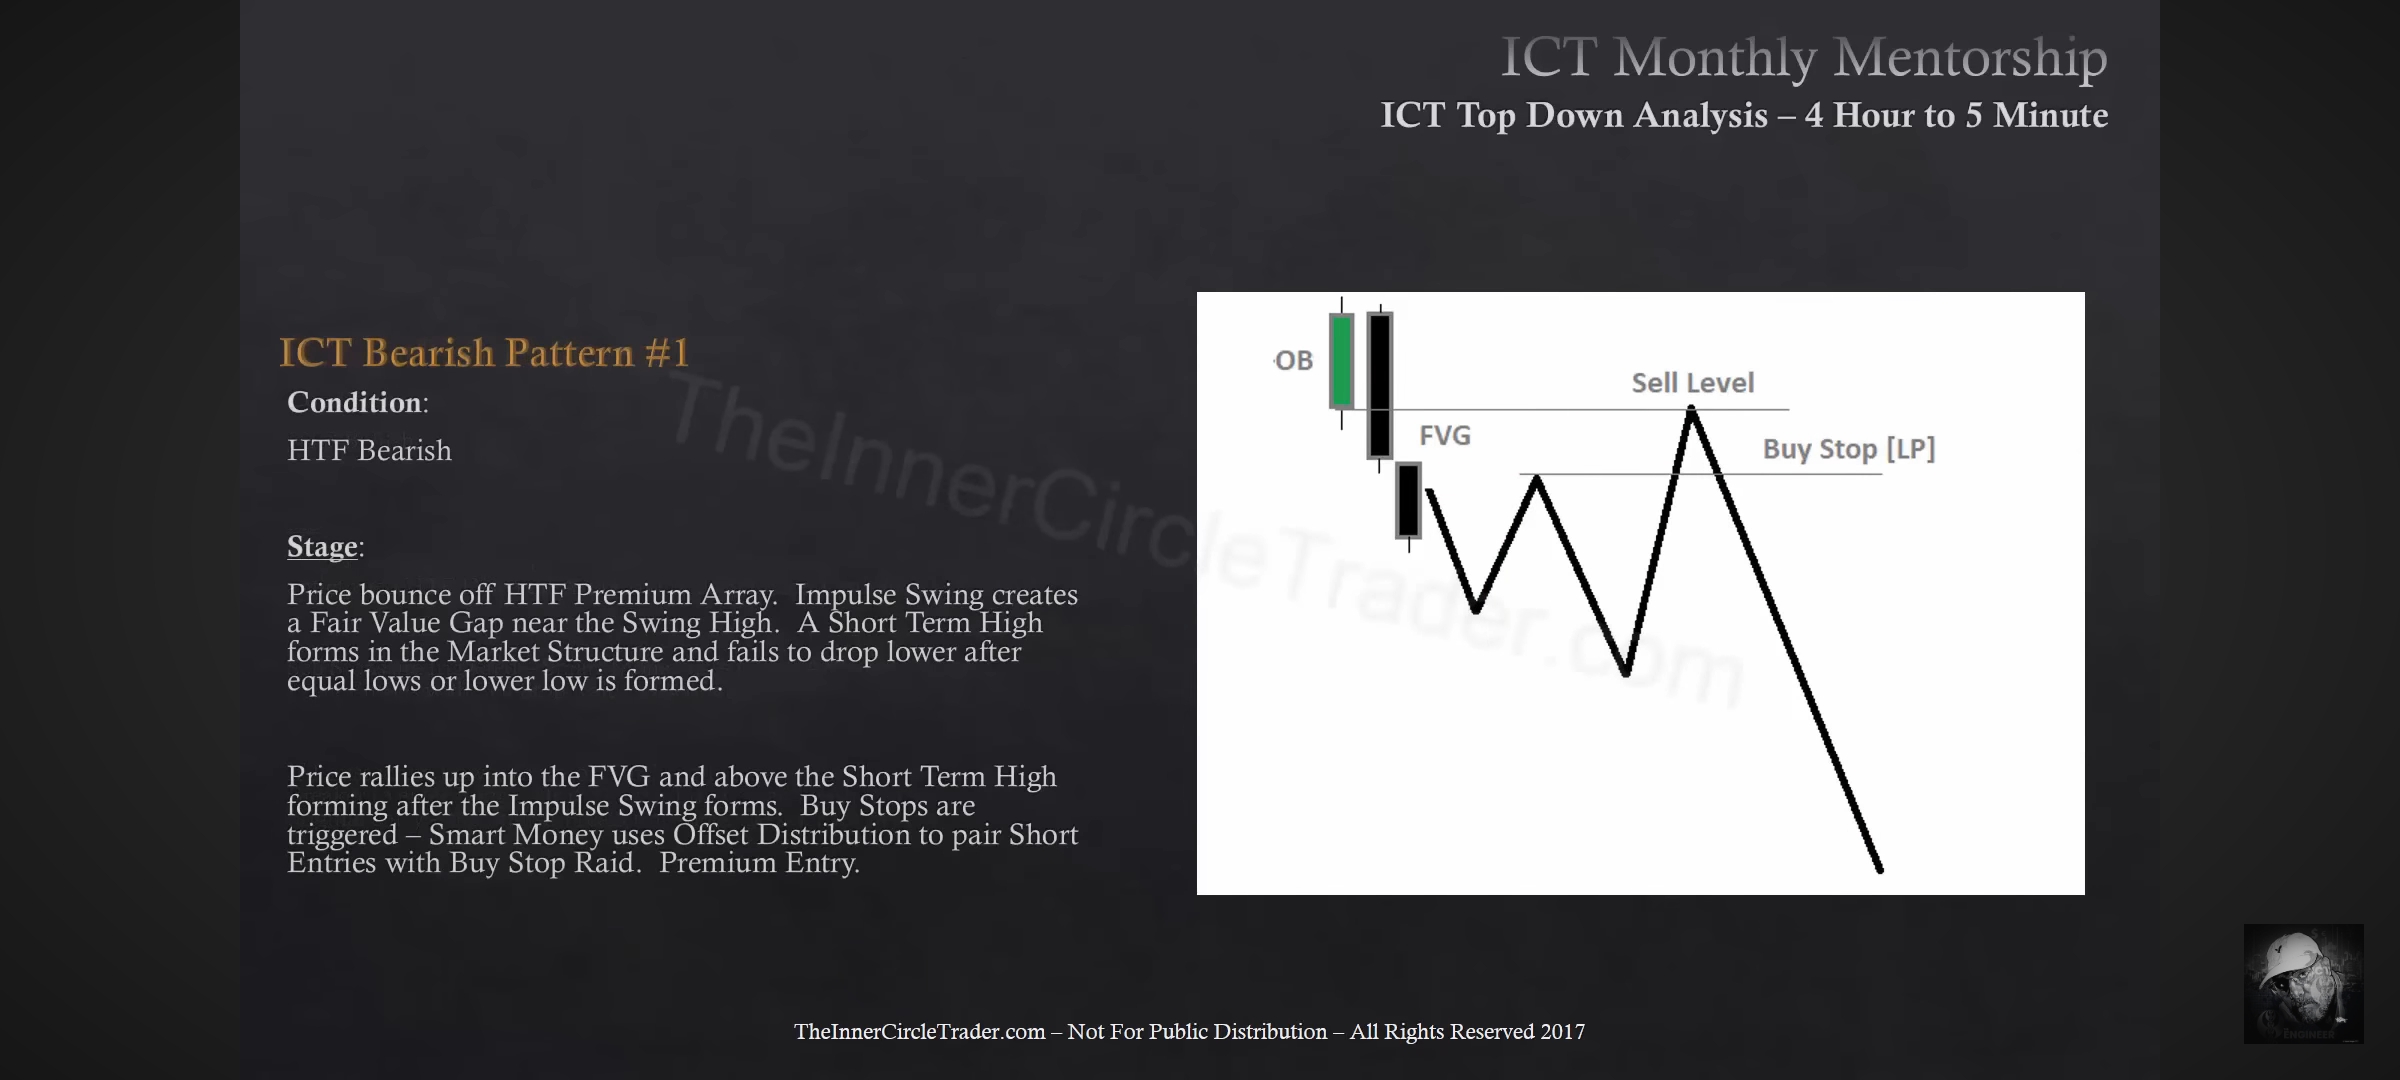 ICT Monthly Mentorship
ICT Top Down Analysis – 4 Hour to 5 Minute
ICT Bearish Pattern #1
Condition:
HTF Bearish
Stage:
Price bounce off HTF Premium Array.  Impulse Swing creates
a Fair Value Gap near the Swing High.  A Short Term High
forms in the Market Structure and fails to drop lower after
equal lows or lower low is formed.
Price rallies up into the FVG and above the Short Term High
forming after the Impulse Swing forms.  Buy Stops are
triggered – Smart Money uses Offset Distribution to pair Short
Entries with Buy Stop Raid.  Premium Entry.
OB
FVG
Sell Level
Buy Stop [LP]
TheInnerCircleTrader.com
TheInnerCircleTrader.com – Not For Public Distribution – All Rights Reserved 2017
ENGINEER